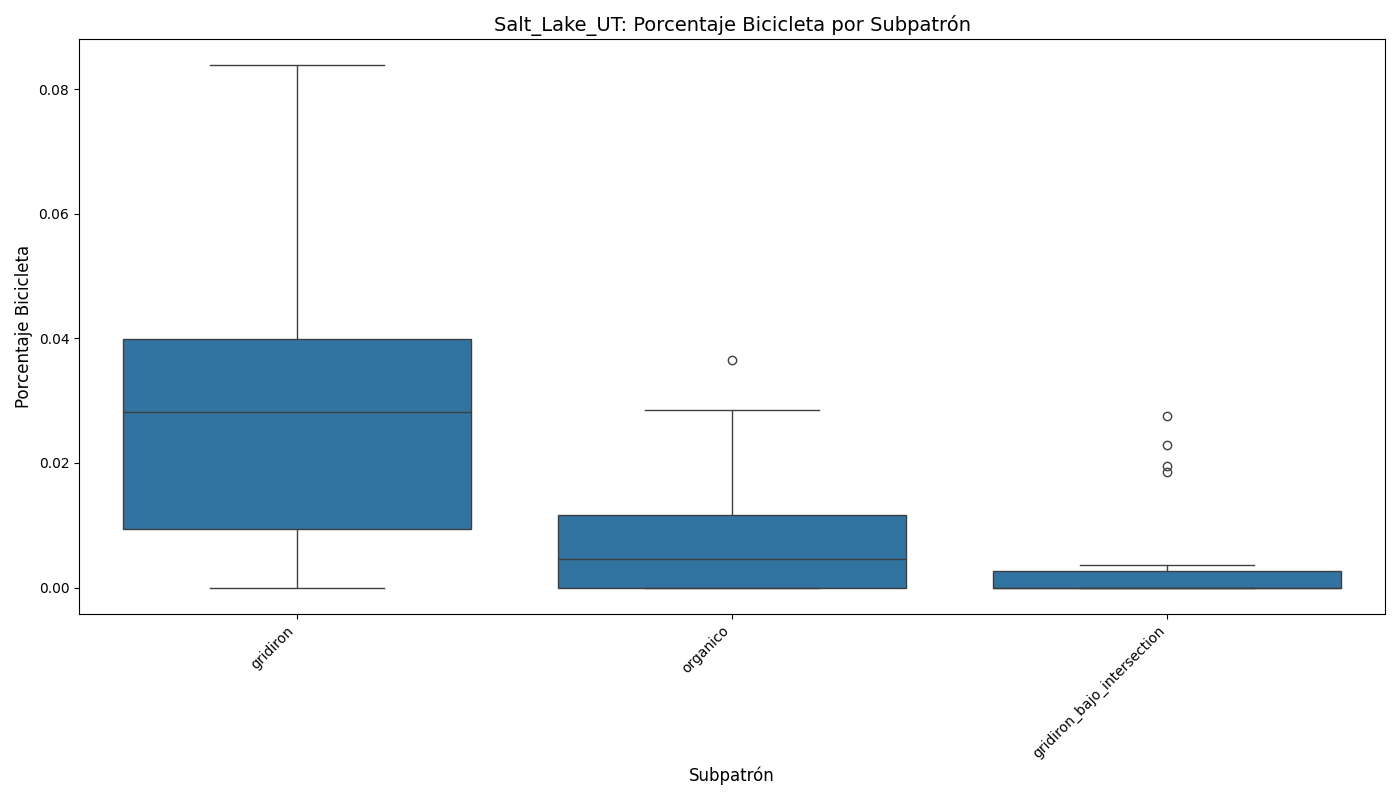 Salt_Lake_UT: Porcentaje Bicicleta por Subpatrón
Porcentaje Bicicleta
0.08
0.06
0.04
0.02
0.00
gridiron
organico
gridiron_bajo_intersection
Subpatrón